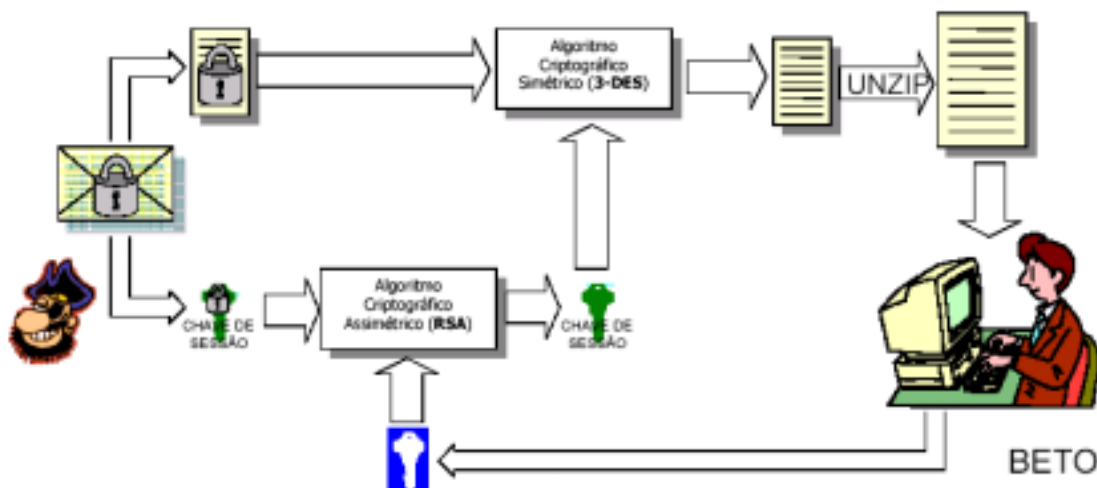 Algoritmo
Criptográfico
Simétrico (3-DES)
UNZIP
Algoritmo
Criptográfico
Assimétrico (RSA)
CHAVE DE
SESSÃO
CHAVE DE
SESSÃO
BETO